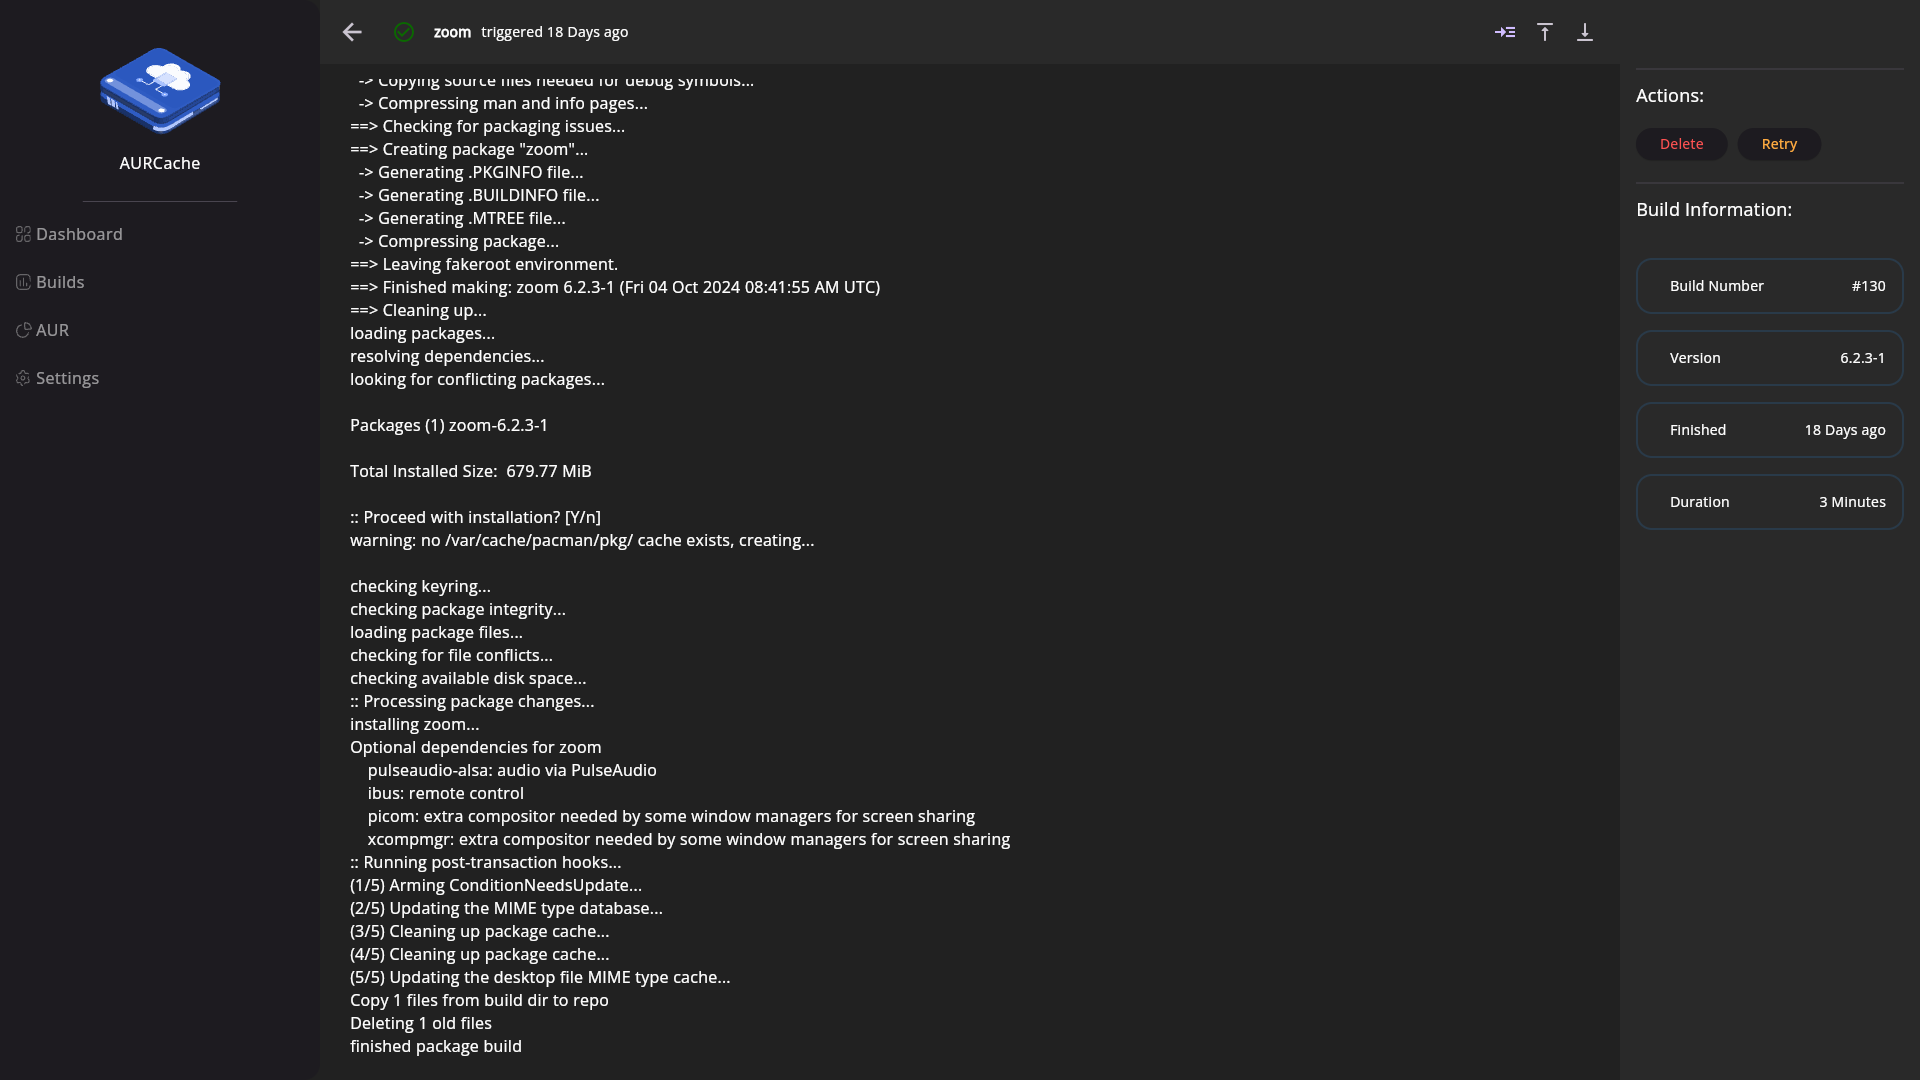 AURCache
Dashboard
Builds
AUR
Settings
zoom triggered 18 Days ago
-> Copying source files needed for debug symbols...
-> Compressing man and info pages...
==> Checking for packaging issues...
==> Creating package "zoom"...
-> Generating .PKGINFO file...
-> Generating .BUILDINFO file...
-> Generating .MTREE file...
-> Compressing package...
==> Leaving fakeroot environment.
==> Finished making: zoom 6.2.3-1 (Fri 04 Oct 2024 08:41:55 AM UTC)
==> Cleaning up...
loading packages...
resolving dependencies...
looking for conflicting packages...
Packages (1) zoom-6.2.3-1
Total Installed Size:  679.77 MiB
:: Proceed with installation? [Y/n]
warning: no /var/cache/pacman/pkg/ cache exists, creating...
checking keyring...
checking package integrity...
loading package files...
checking for file conflicts...
checking available disk space...
:: Processing package changes...
installing zoom...
Optional dependencies for zoom
pulseaudio-alsa: audio via PulseAudio
ibus: remote control
picom: extra compositor needed by some window managers for screen sharing
xcompmgr: extra compositor needed by some window managers for screen sharing
:: Running post-transaction hooks...
(1/5) Arming ConditionNeedsUpdate...
(2/5) Updating the MIME type database...
(3/5) Cleaning up package cache...
(4/5) Cleaning up package cache...
(5/5) Updating the desktop file MIME type cache...
Copy 1 files from build dir to repo
Deleting 1 old files
finished package build
Actions:
Delete Retry
Build Information:
Build Number #130
Version 6.2.3-1
Finished 18 Days ago
Duration 3 Minutes